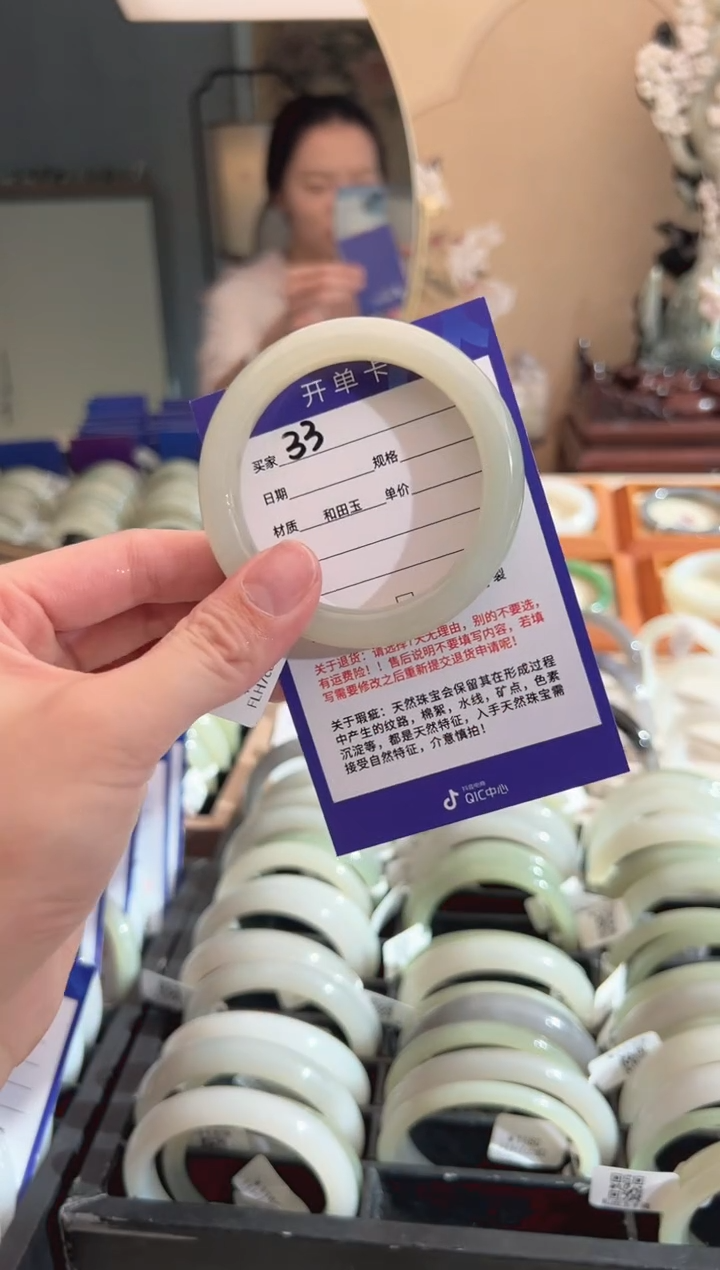 开单卡
买家 33
规格
日期
单价
材质 和田玉
裂
关于退货：请选择7天无理由，别的不要选，
有运费险！！售后说明不要填写内容，若填
写需要修改之后重新提交退货申请呢！
关于瑕疵：天然珠宝会保留其在形成过程
中产生的纹路，棉絮，水线，矿点，色素
沉淀等，都是天然特征，入手天然珠宝需
接受自然特征，介意慎拍！
抖音电商
QIC中心